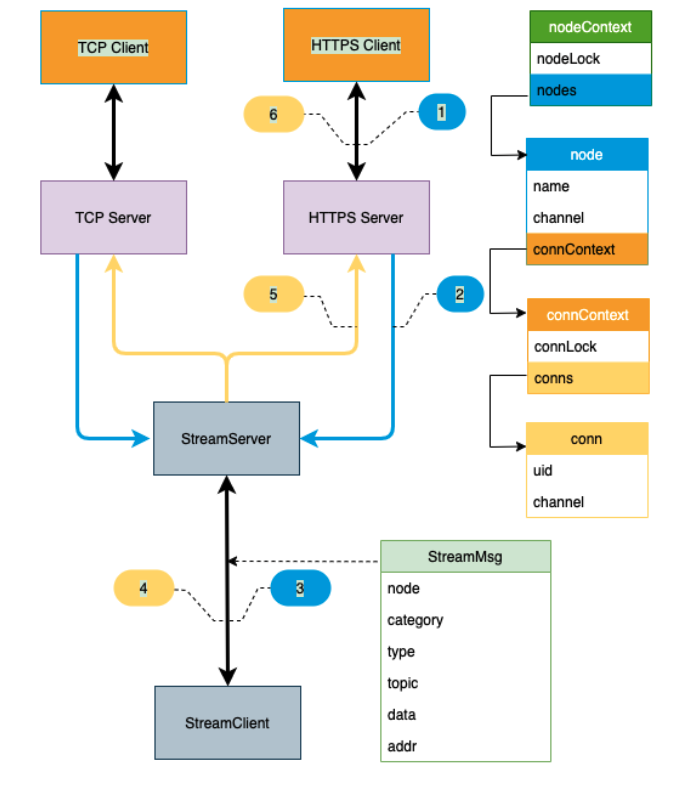 TCP Client
HTTPS Client
6
1
TCP Server
HTTPS Server
5
2
StreamServer
4
3
StreamClient
nodeContext
nodeLock
nodes
node
name
channel
connContext
connContext
connLock
conns
conn
uid
channel
StreamMsg
node
category
type
topic
data
addr